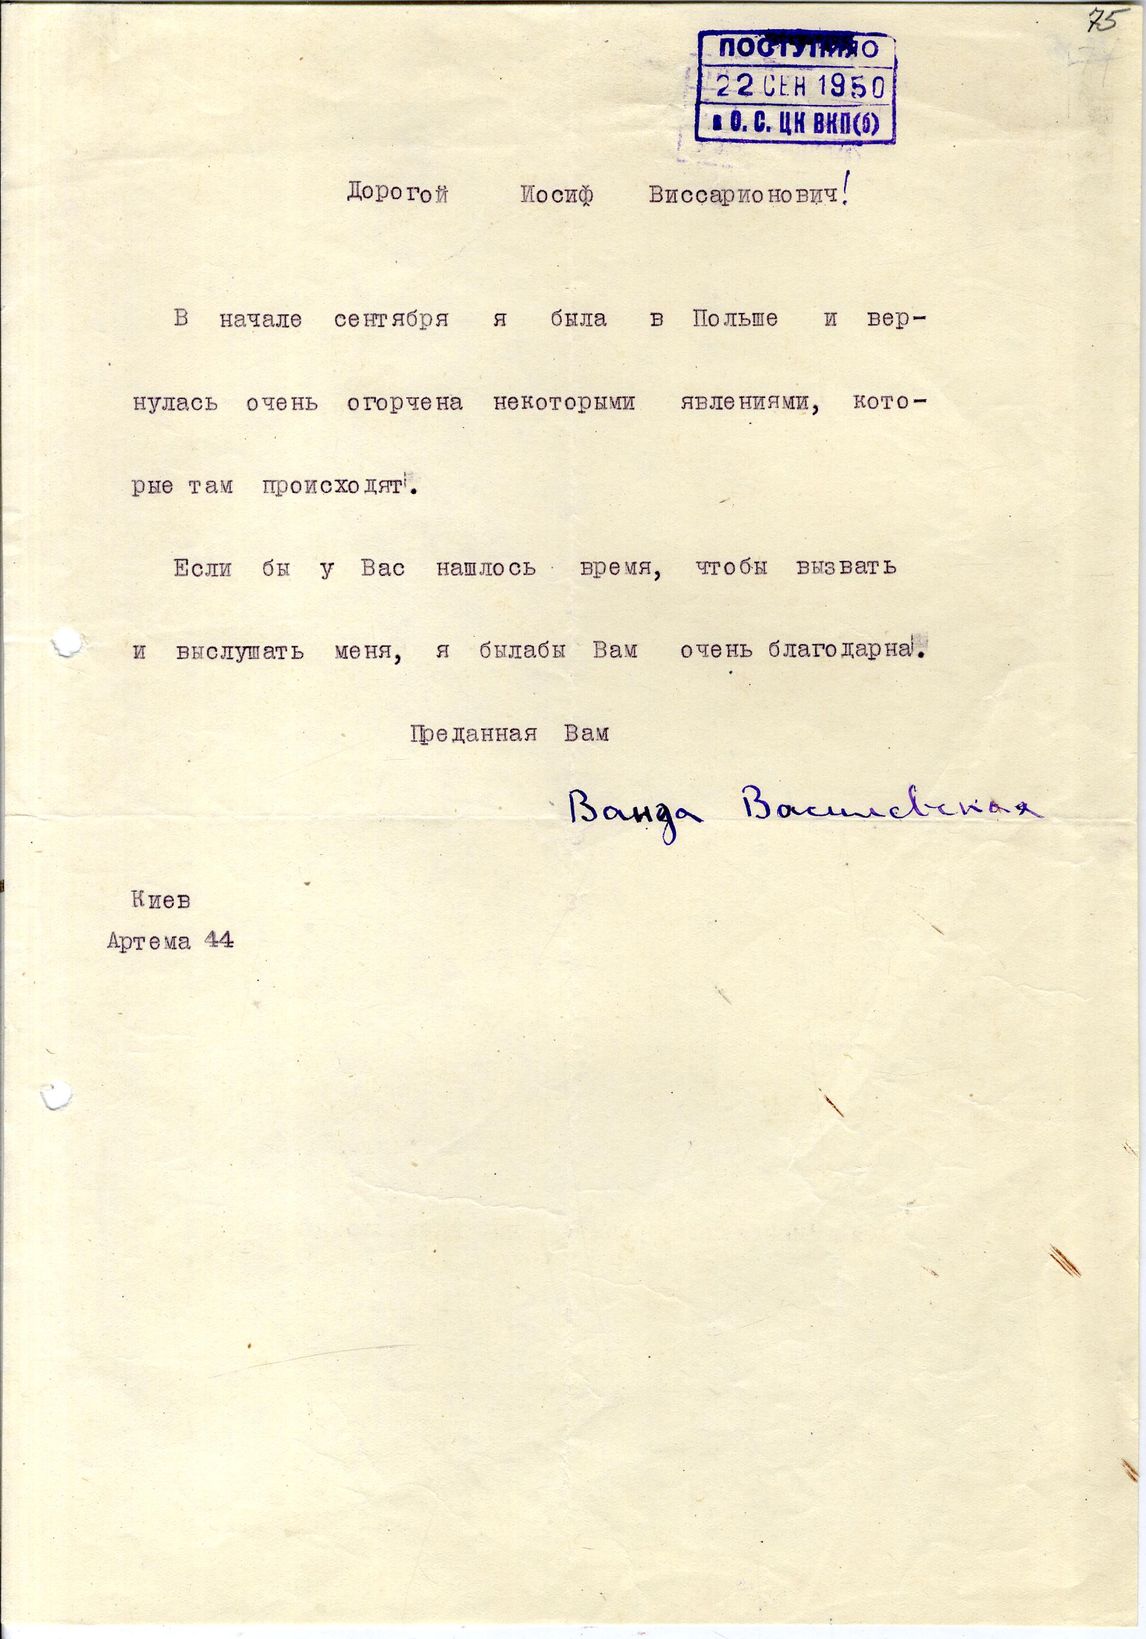 75
ПОСТУПИЛО
22 СЕН 1950
в О. С. ЦК ВКП(б)
Дорогой Иосиф Виссарионович!
В начале сентября я была в Польше и вер-
нулась очень огорчена некоторыми явлениями, кото-
рые там происходят.
Если бы у Вас нашлось время, чтобы вызвать
и выслушать меня, я былабы Вам очень благодарна.
Преданная Вам
Ванда Василевская
Киев
Артема 44